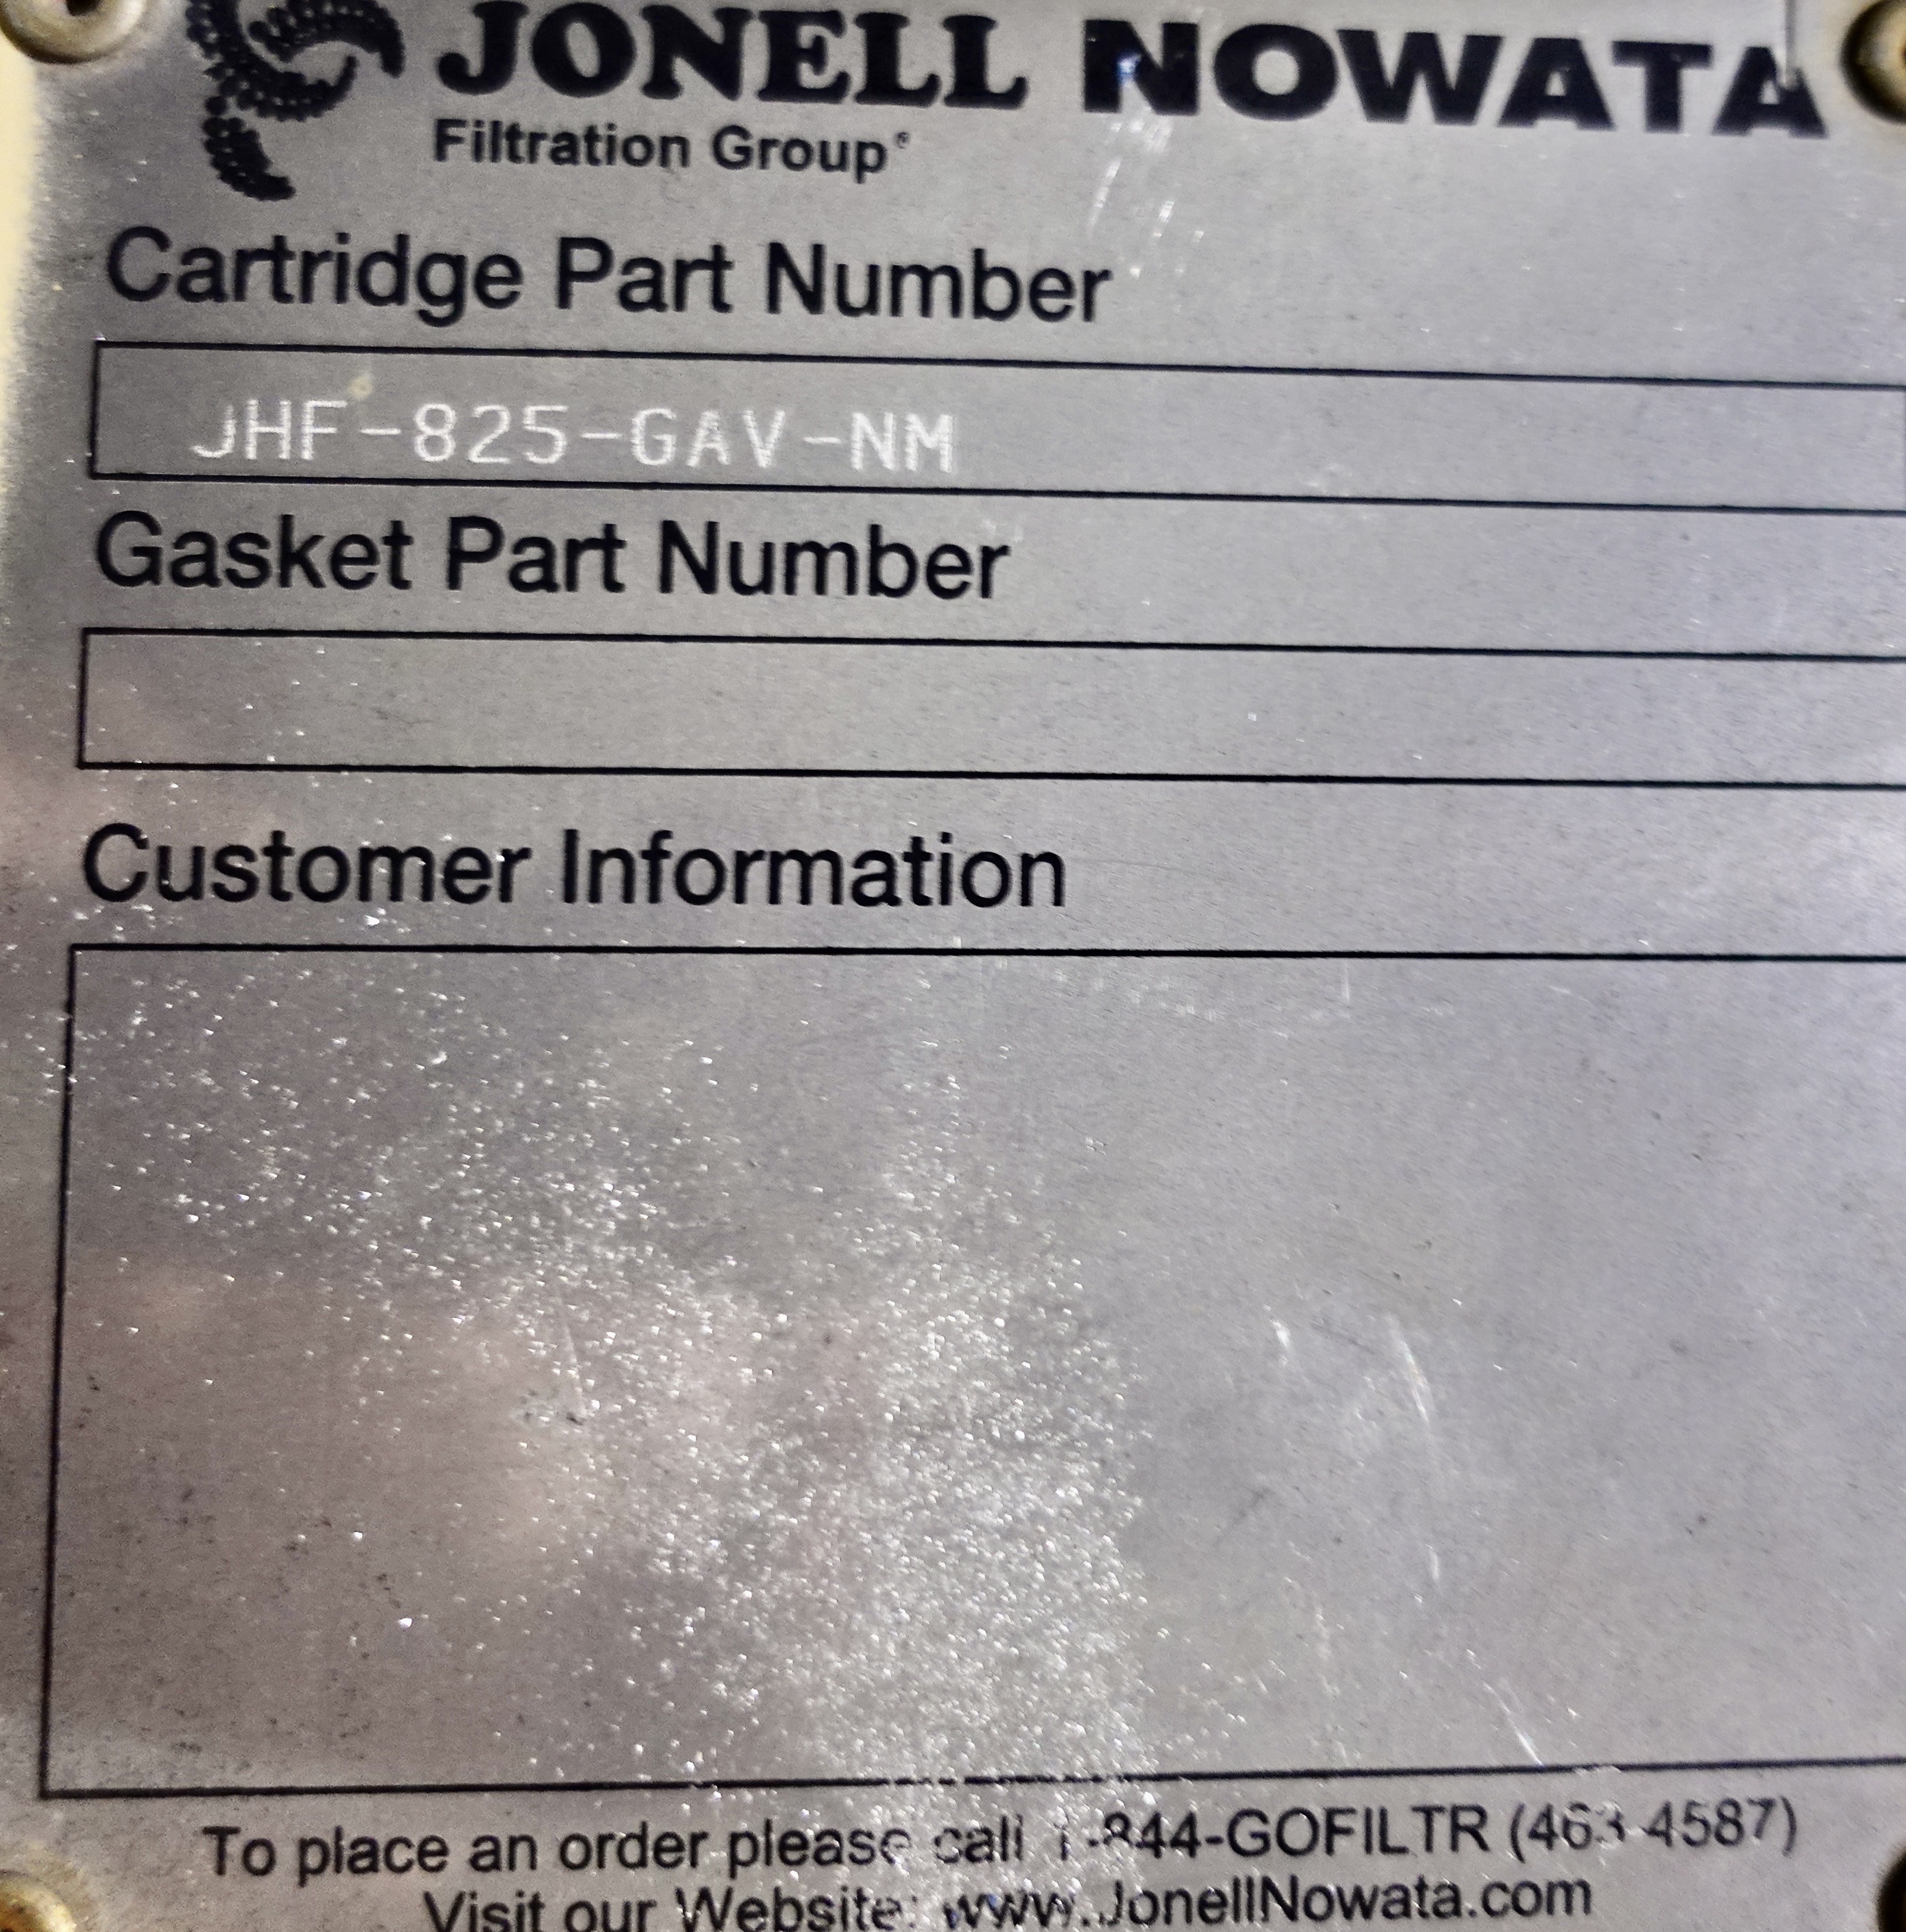 JONELL NOWATA
Filtration Group®
Cartridge Part Number
JHF-825-GAV-NM
Gasket Part Number
Customer Information
To place an order please call 1-844-GOFILTR (463-4587)
Visit our Website: www.JonellNowata.com